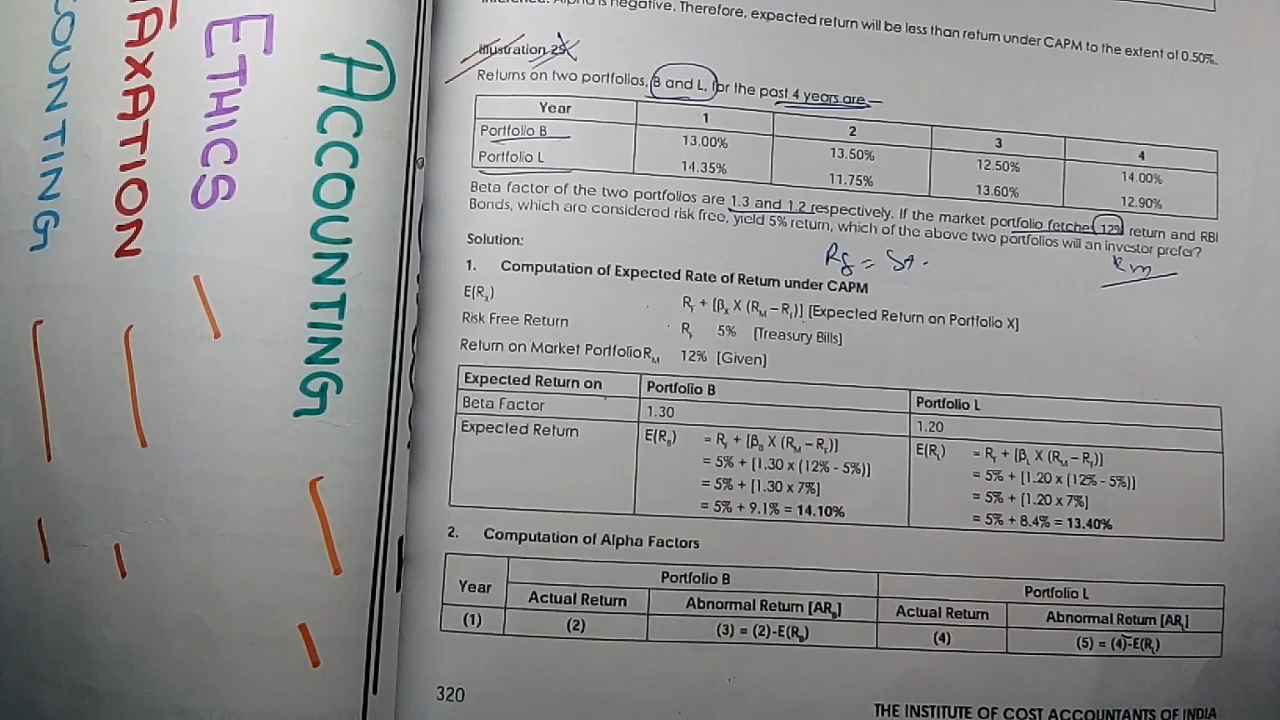 COUNTING
TAXATION
ETHICS
ACCOUNTING
Alpha is negative. Therefore, expected return will be less than return under CAPM to the extent of 0.50%.
Illustration 25
Returns on two portfolios, B and L, for the past 4 years are —
Year 1 2 3 4
Portfolio B 13.00% 13.50% 12.50% 14.00%
Portfolio L 14.35% 11.75% 13.60% 12.90%
Beta factor of the two portfolios are 1.3 and 1.2 respectively. If the market portfolio fetches 12% return and RBI
Bonds, which are considered risk free, yield 5% return, which of the above two portfolios will an investor prefer?
Rm
Solution:
1. Computation of Expected Rate of Return under CAPM
E(Rx) RF + [βx X (RM – RF)] [Expected Return on Portfolio X]
Risk Free Return RF 5% [Treasury Bills]
Return on Market Portfolio RM 12% [Given]
Expected Return on Portfolio B Portfolio L
Beta Factor 1.30 1.20
Expected Return E(RB) = RF + [βB X (RM – RF)] E(RL) = RF + [βL X (RM – RF)]
= 5% + [1.30 x (12% - 5%)] = 5% + [1.20 x (12% - 5%)]
= 5% + [1.30 x 7%] = 5% + [1.20 x 7%]
= 5% + 9.1% = 14.10% = 5% + 8.4% = 13.40%
2. Computation of Alpha Factors
Year Portfolio B Portfolio L
Actual Return Abnormal Return [ARB] Actual Return Abnormal Return [ARL]
(1) (2) (3) = (2)-E(RB) (4) (5) = (4)-E(RL)
320
THE INSTITUTE OF COST ACCOUNTANTS OF INDIA